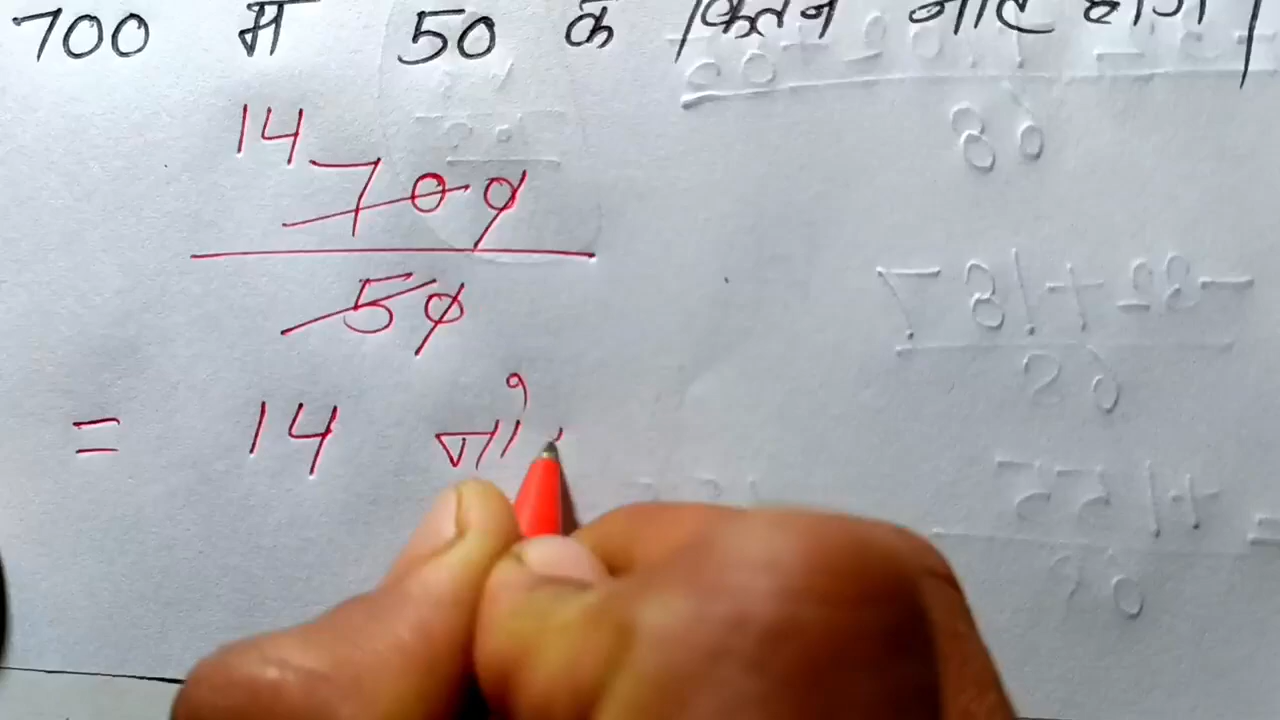 700 में 50 के कितने नोट होंगे |
14
700
50
= 14 नो